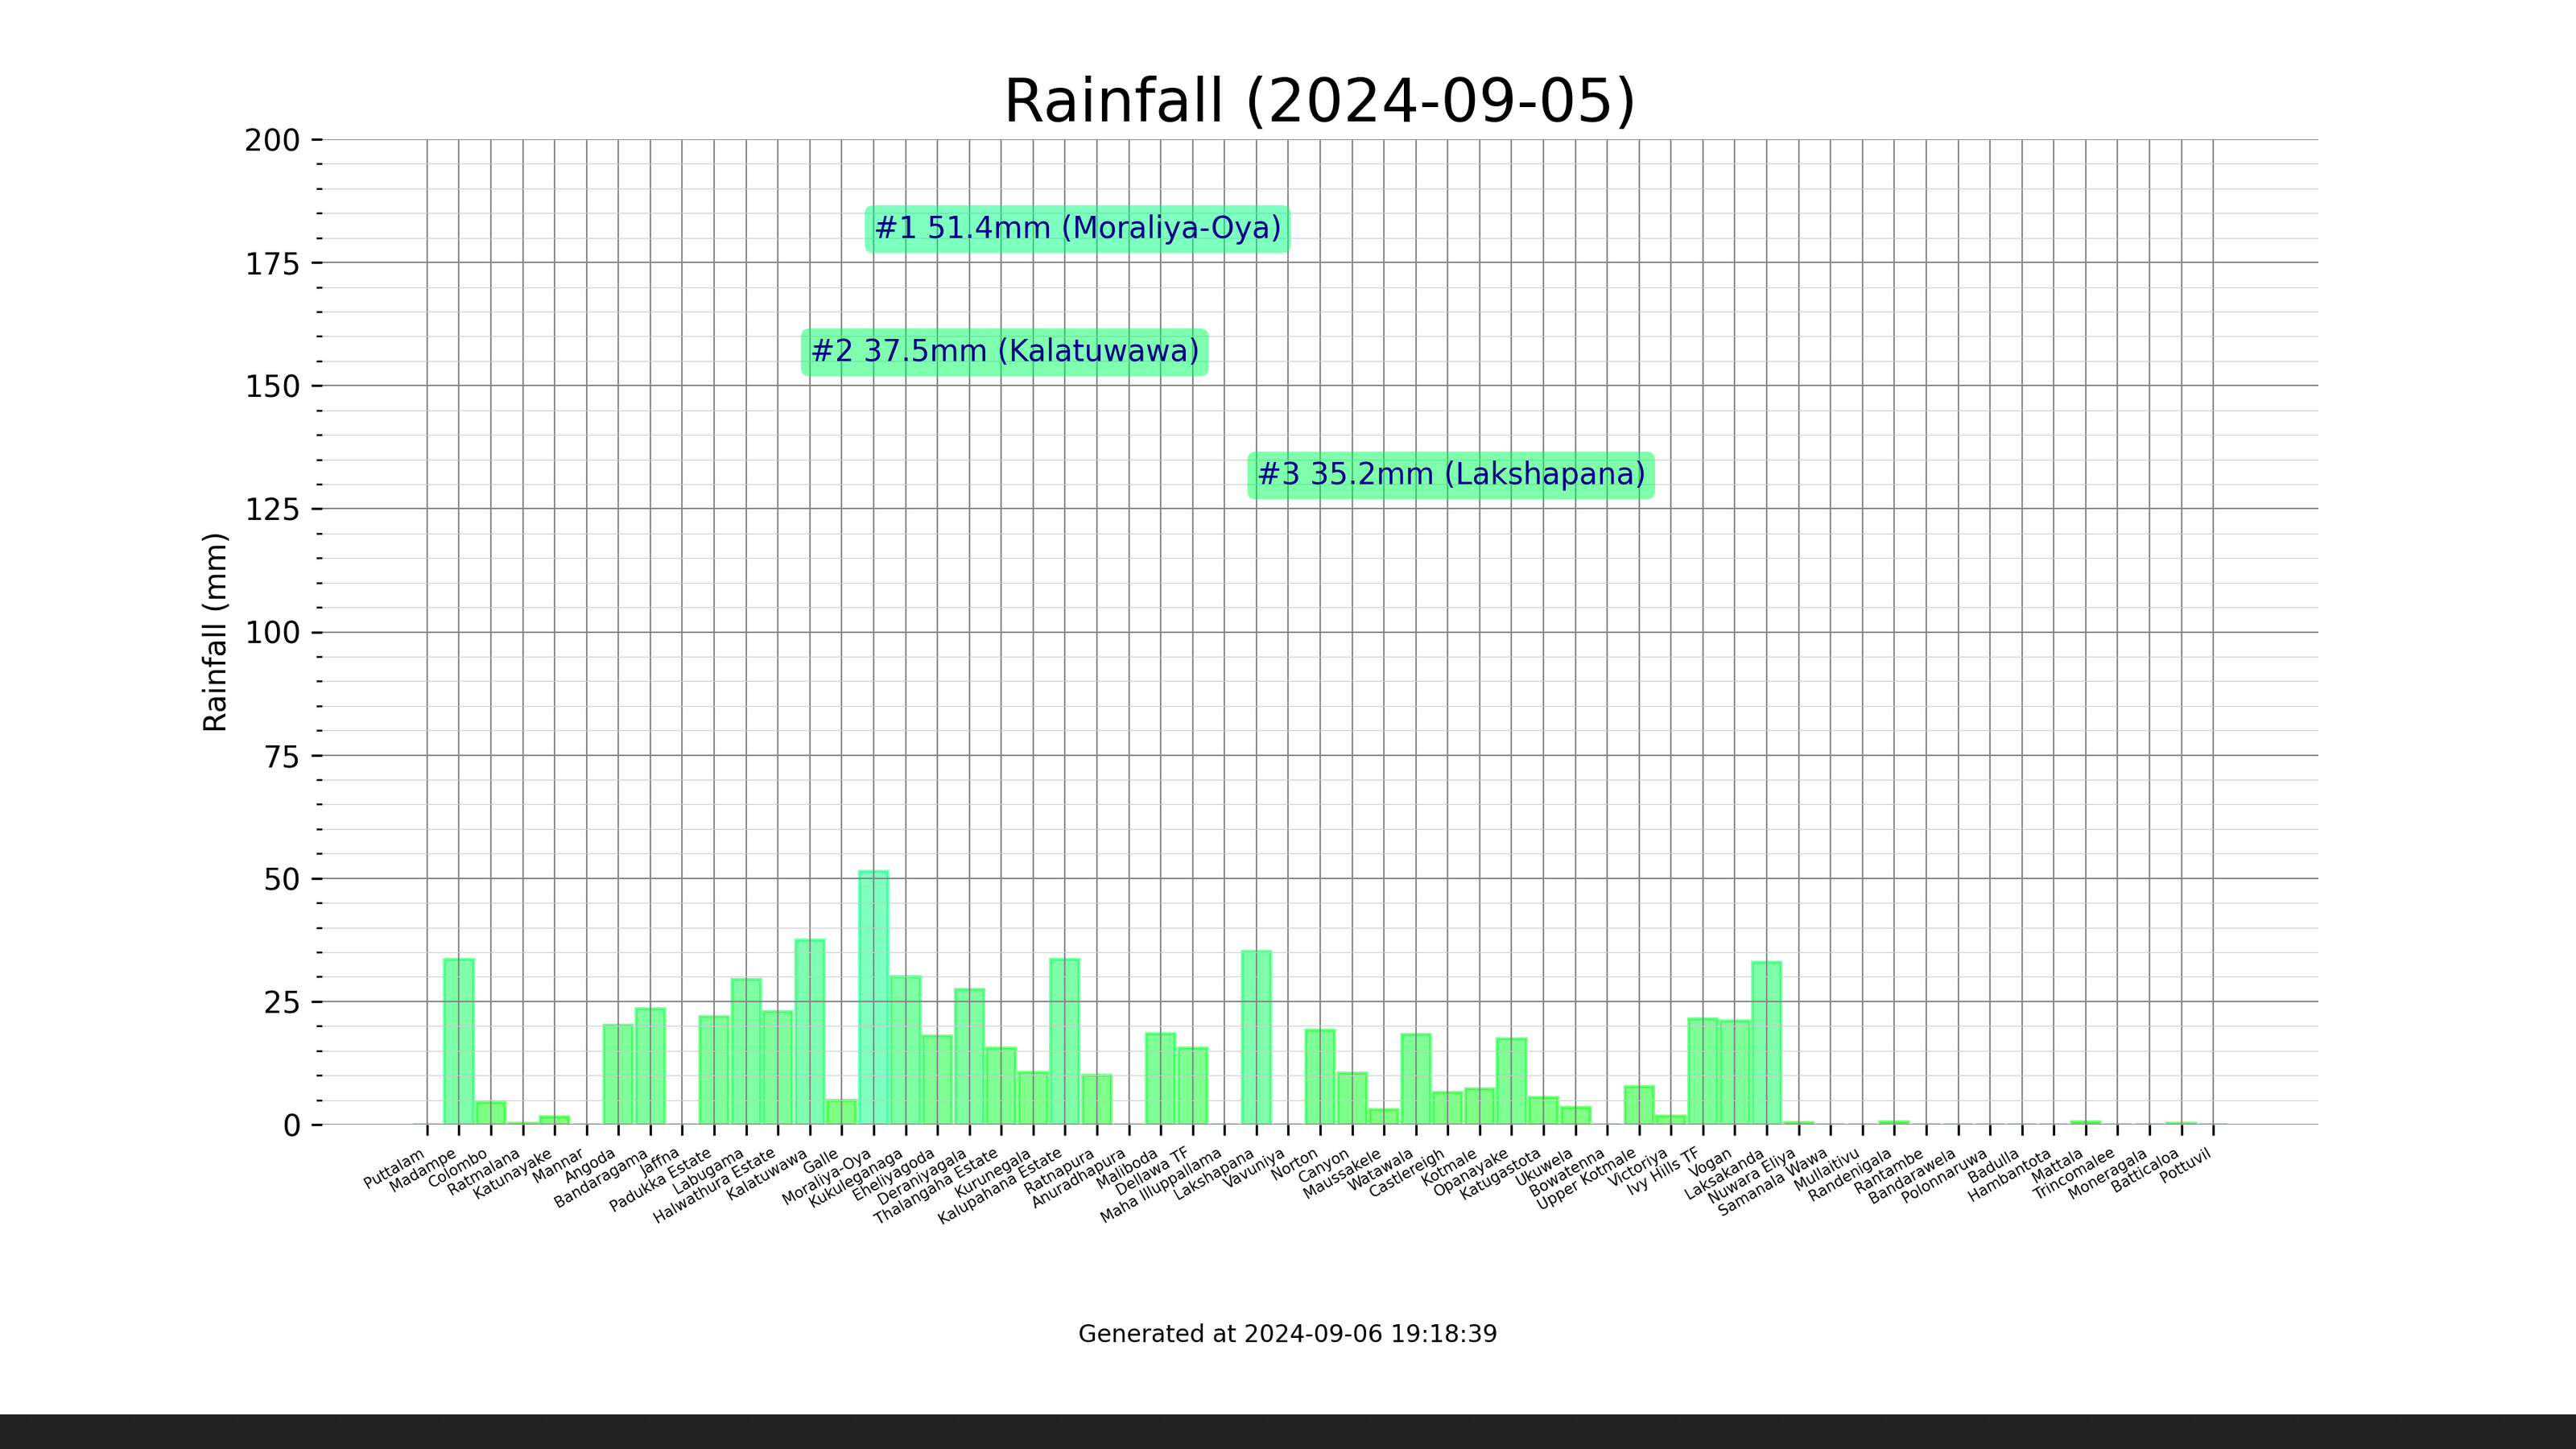 Rainfall (2024-09-05)
200
175
150
125
100
75
50
25
0
Rainfall (mm)
#1 51.4mm (Moraliya-Oya)
#2 37.5mm (Kalatuwawa)
#3 35.2mm (Lakshapana)
Puttalam
Madampe
Colombo
Ratmalana
Katunayake
Mannar
Angoda
Bandaragama
Jaffna
Padukka Estate
Labugama
Halwathura Estate
Kalatuwawa
Galle
Moraliya-Oya
Kukuleganaga
Eheliyagoda
Deraniyagala
Thalangaha Estate
Kurunegala
Kalupahana Estate
Ratnapura
Anuradhapura
Maliboda
Dellawa TF
Maha Illuppallama
Lakshapana
Vavuniya
Norton
Canyon
Maussakele
Watawala
Castlereigh
Kotmale
Opanayake
Katugastota
Ukuwela
Bowatenna
Upper Kotmale
Victoriya
Ivy Hills TF
Vogan
Laksakanda
Nuwara Eliya
Samanala Wawa
Mullaitivu
Randenigala
Rantambe
Bandarawela
Polonnaruwa
Badulla
Hambantota
Mattala
Trincomalee
Moneragala
Batticaloa
Pottuvil
Generated at 2024-09-06 19:18:39